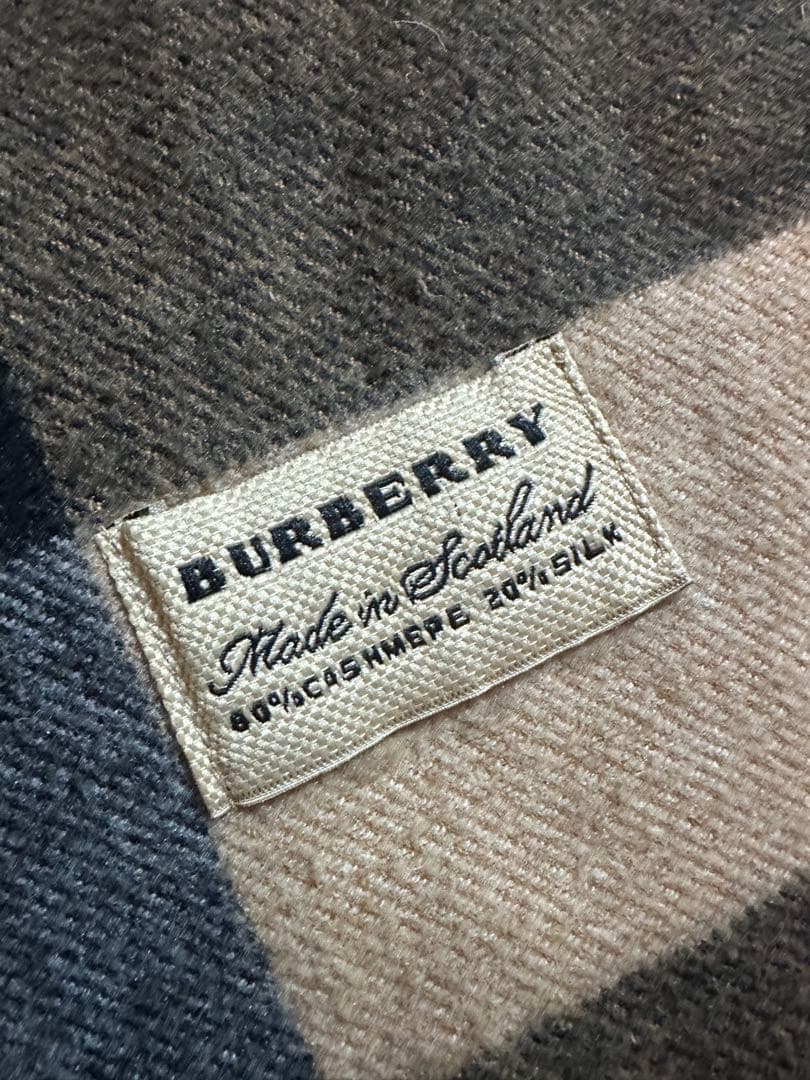 BURBERRY
Made in Scotland
80%CASHMERE 20%SILK